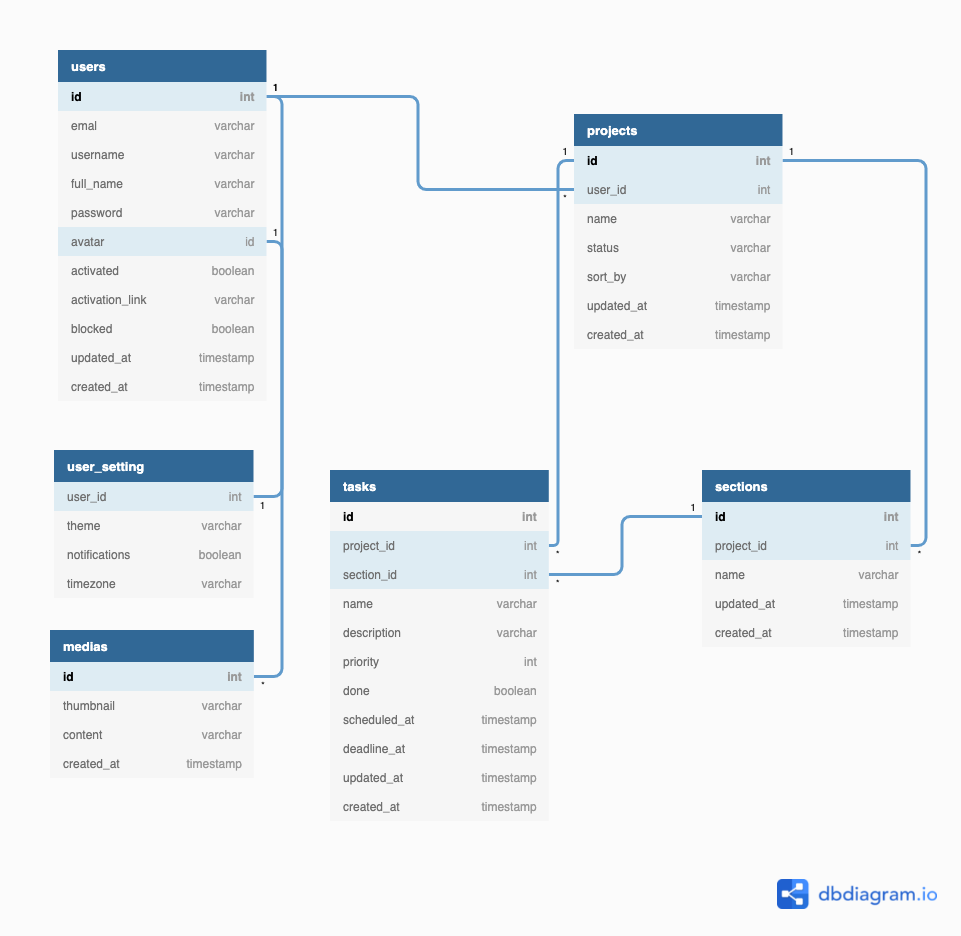 users
id int
emal varchar
username varchar
full_name varchar
password varchar
avatar id
activated boolean
activation_link varchar
blocked boolean
updated_at timestamp
created_at timestamp
1
1
projects
id int
user_id int
name varchar
status varchar
sort_by varchar
updated_at timestamp
created_at timestamp
1
*
1
user_setting
user_id int
theme varchar
notifications boolean
timezone varchar
1
medias
id int
thumbnail varchar
content varchar
created_at timestamp
*
tasks
id int
project_id int
section_id int
name varchar
description varchar
priority int
done boolean
scheduled_at timestamp
deadline_at timestamp
updated_at timestamp
created_at timestamp
*
*
sections
id int
project_id int
name varchar
updated_at timestamp
created_at timestamp
1
*
dbdiagram.io